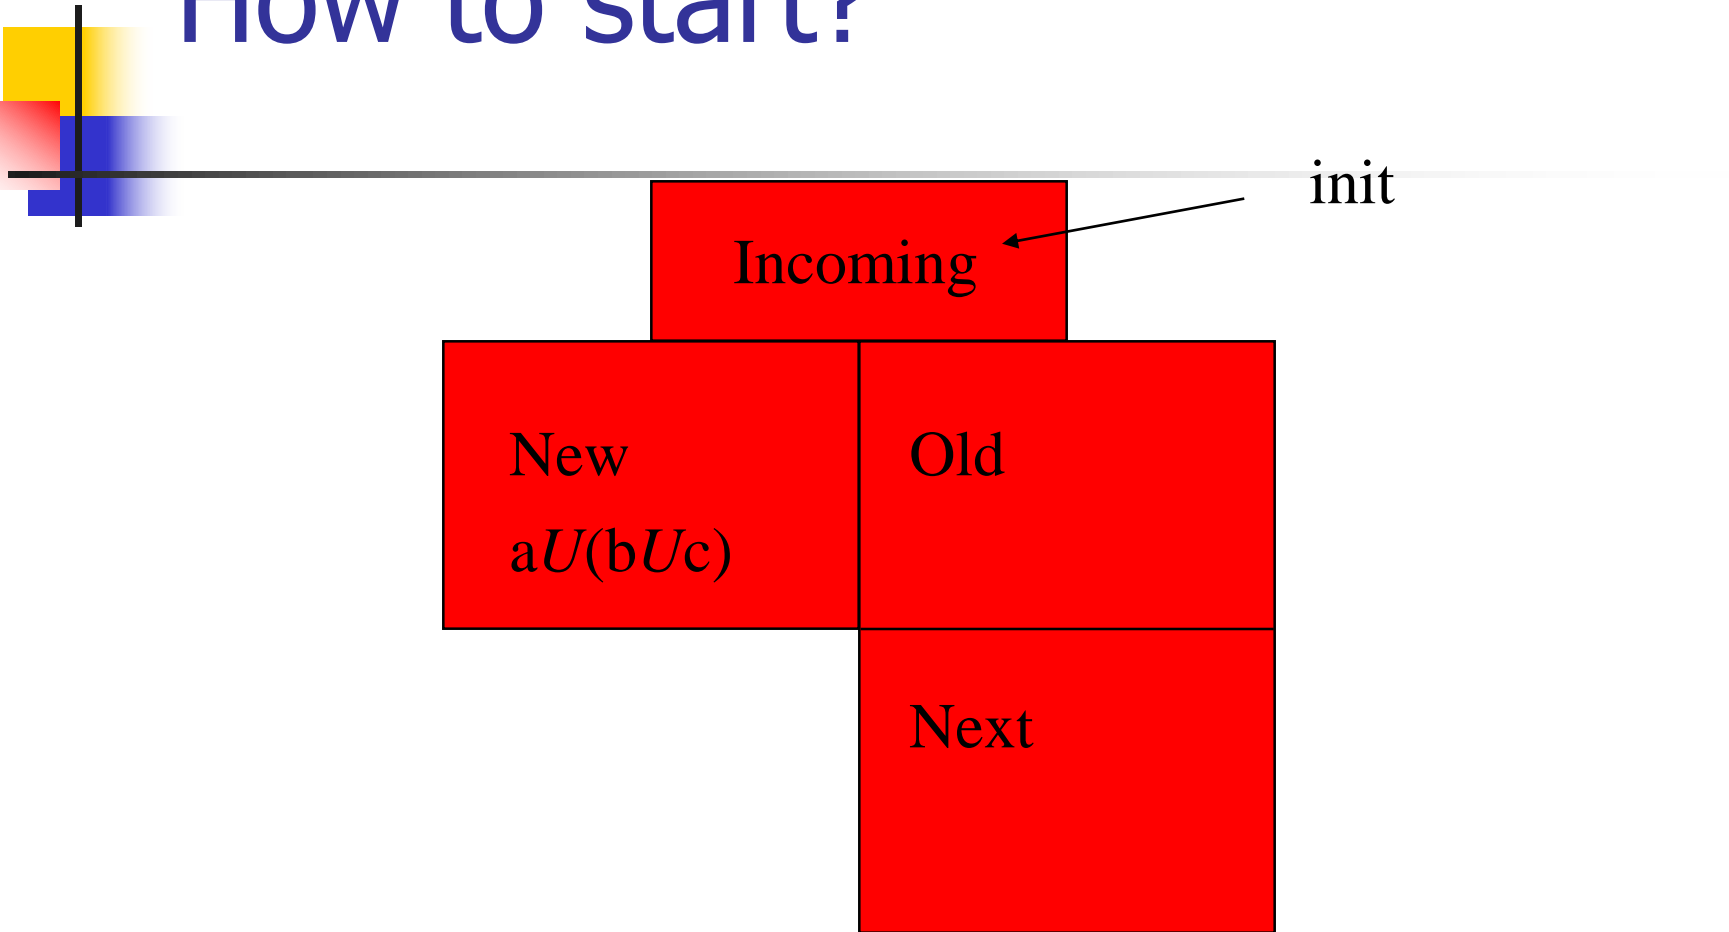 How to start?
init
Incoming
New
Old
aU(bUc)
Next